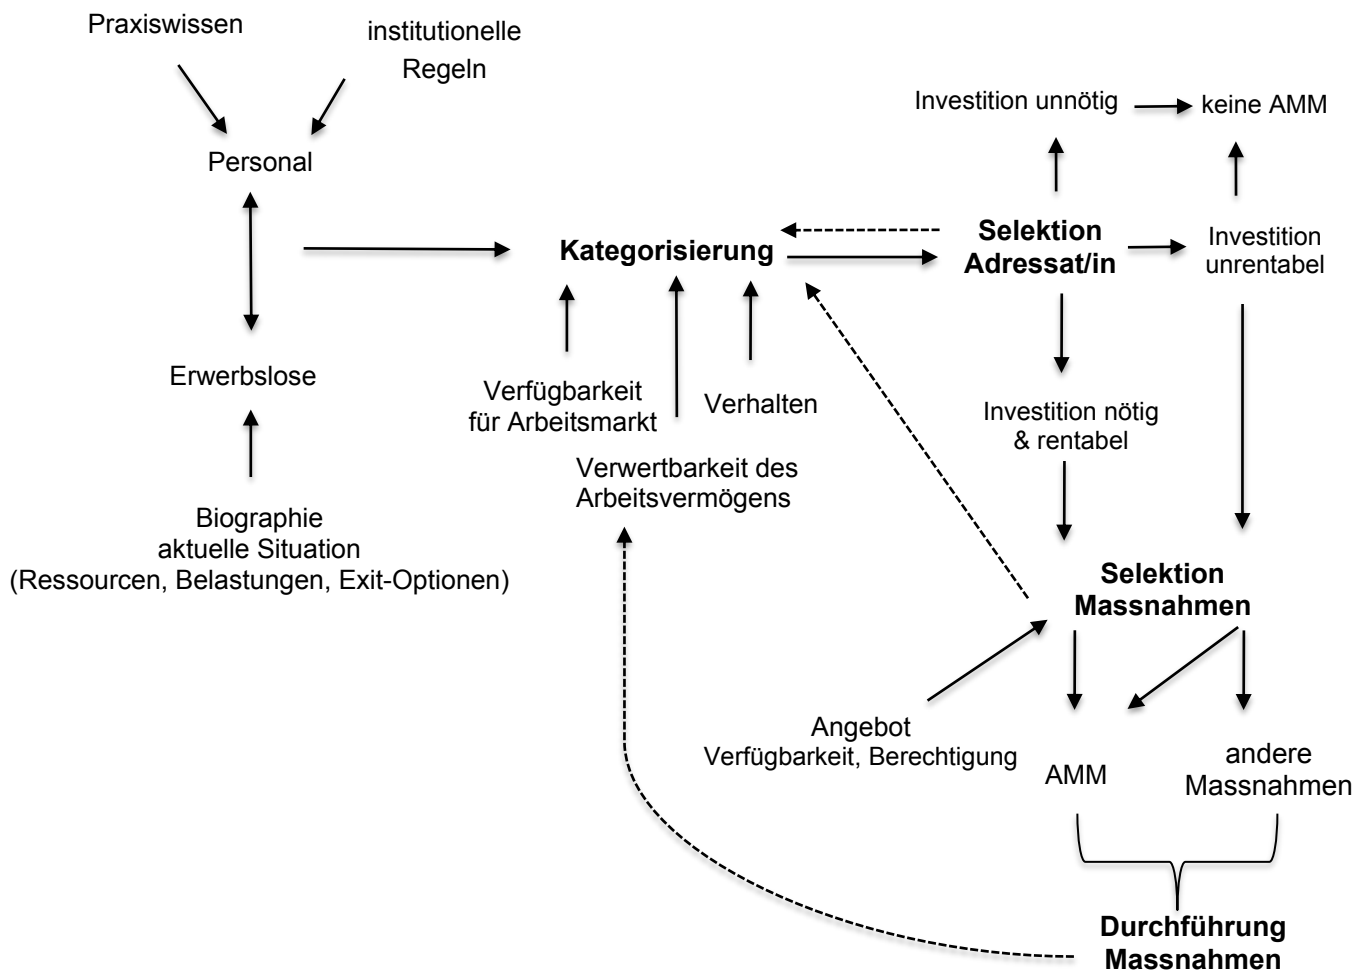 Praxiswissen
institutionelle
Regeln
Personal
Erwerbslose
Biographie
aktuelle Situation
(Ressourcen, Belastungen, Exit-Optionen)
Kategorisierung
Verfügbarkeit
für Arbeitsmarkt
Verhalten
Verwertbarkeit des
Arbeitsvermögens
Investition unnötig
keine AMM
Selektion
Adressat/in
Investition
unrentabel
Investition nötig
& rentabel
Selektion
Massnahmen
Angebot
Verfügbarkeit, Berechtigung
AMM
andere
Massnahmen
Durchführung
Massnahmen